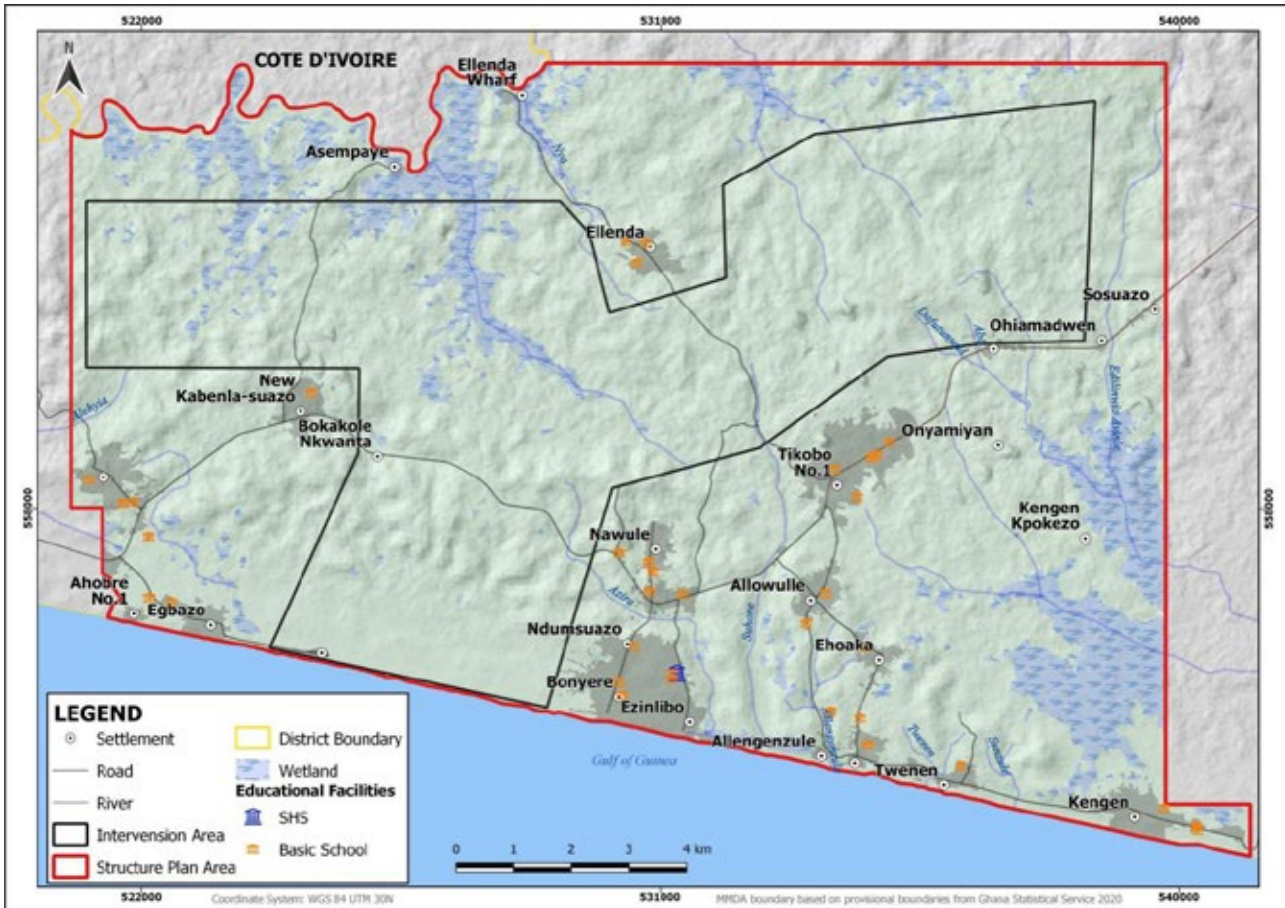 522000 531000 540000
N
COTE D'IVOIRE
Ellenda
Wharf
Nya
Asempaye
Ellenda
Sosuazo
Ohiamadwen
New
Kabenla-suazo
Bokakole
Nkwanta
Onyamiyan
Tikobo
No.1
558000
558000
Kengen
Kpokezo
Nawule
Ahobre
No.1
Egbazo
Allowulle
Ndumsuazo
Ehoaka
Bonyere
Ezinlibo
Allengenzule
Twenen
Kengen
Gulf of Guinea
LEGEND
Settlement
Road
River
Intervension Area
Structure Plan Area
District Boundary
Wetland
Educational Facilities
SHS
Basic School
0 1 2 3 4 km
522000 531000 540000
Coordinate System: WGS 84 UTM 30N
MMDA boundary based on provisional boundaries from Ghana Statistical Service 2020